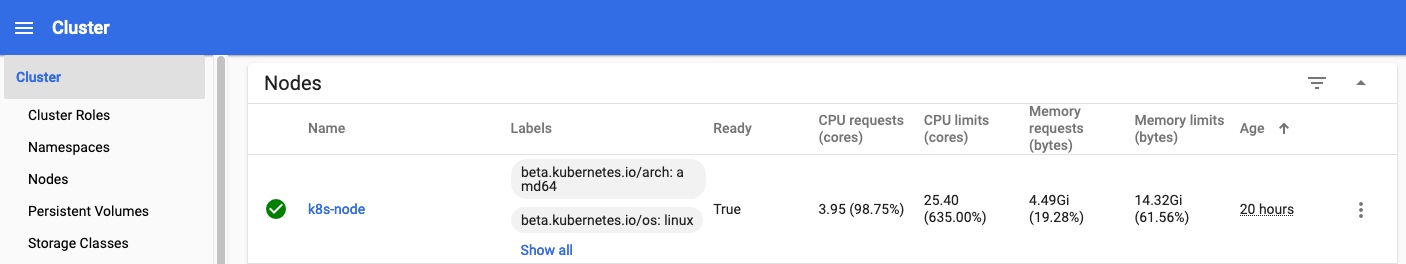 Cluster
Cluster
Cluster Roles
Namespaces
Nodes
Persistent Volumes
Storage Classes
Nodes
Name
Labels
Ready
CPU requests
(cores)
CPU limits
(cores)
Memory
requests
(bytes)
Memory limits
(bytes)
Age
k8s-node
beta.kubernetes.io/arch: a
md64
beta.kubernetes.io/os: linux
Show all
True
3.95 (98.75%)
25.40
(635.00%)
4.49Gi
(19.28%)
14.32Gi
(61.56%)
20 hours